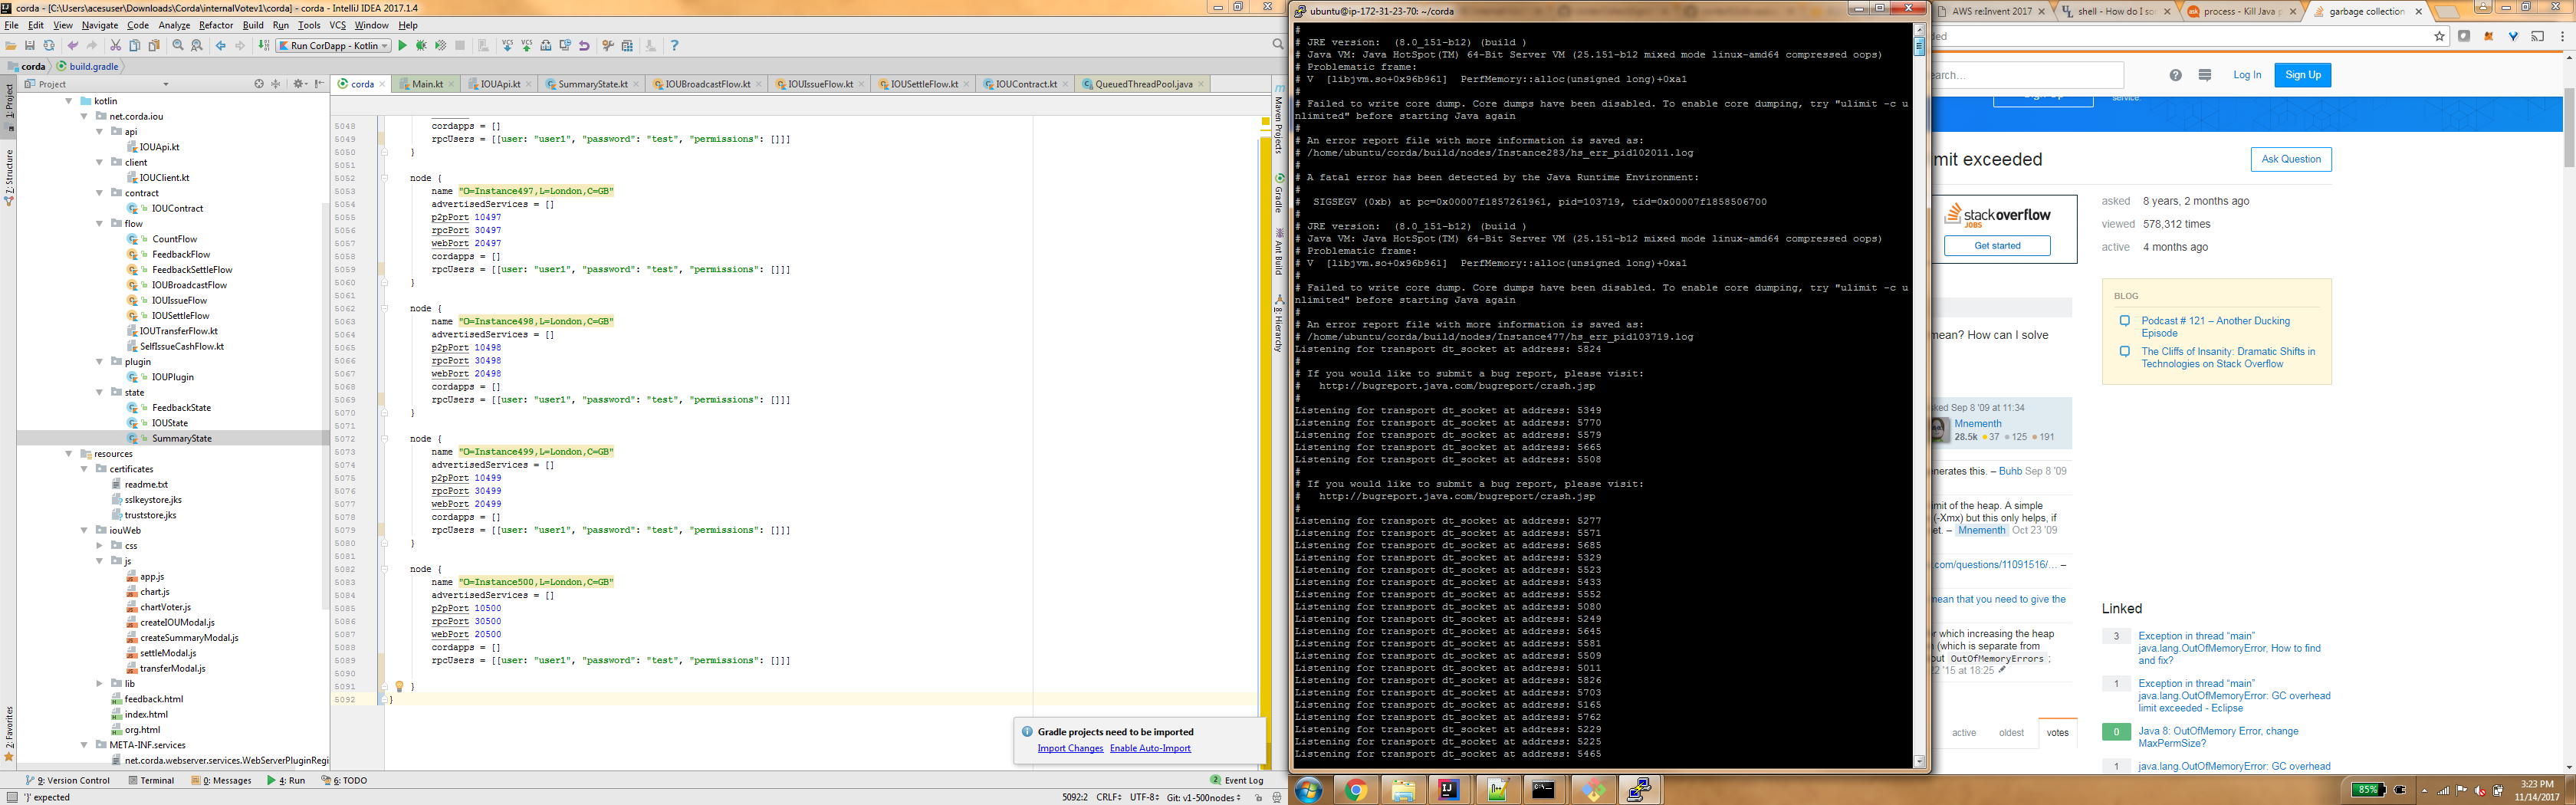 corda - [C:\Users\acesuser\Downloads\Corda\internalVotev1\corda] - corda - IntelliJ IDEA 2017.1.4
File Edit View Navigate Code Analyze Refactor Build Run Tools VCS Window Help
Run CorDapp - Kotlin
corda build.gradle
Project
corda Main.kt IOUApi.kt SummaryState.kt IOUBroadcastFlow.kt IOUIssueFlow.kt IOUSettleFlow.kt IOUContract.kt QueuedThreadPool.java
1: Project
7: Structure
2: Favorites
kotlin
net.corda.iou
api
IOUApi.kt
client
IOUClient.kt
contract
IOUContract
flow
CountFlow
FeedbackFlow
FeedbackSettleFlow
IOUBroadcastFlow
IOUIssueFlow
IOUSettleFlow
IOUTransferFlow.kt
SelfIssueCashFlow.kt
plugin
IOUPlugin
state
FeedbackState
IOUState
SummaryState
resources
certificates
readme.txt
sslkeystore.jks
truststore.jks
iouWeb
css
js
app.js
chart.js
chartVoter.js
createIOUModal.js
createSummaryModal.js
settleModal.js
transferModal.js
lib
feedback.html
index.html
org.html
META-INF.services
net.corda.webserver.services.WebServerPluginRegi
5048 cordapps = []
5049 rpcUsers = [[user: "user1", "password": "test", "permissions": []]]
5050 }
5051
5052 node {
5053 name "O=Instance497,L=London,C=GB"
5054 advertisedServices = []
5055 p2pPort 10497
5056 rpcPort 30497
5057 webPort 20497
5058 cordapps = []
5059 rpcUsers = [[user: "user1", "password": "test", "permissions": []]]
5060 }
5061
5062 node {
5063 name "O=Instance498,L=London,C=GB"
5064 advertisedServices = []
5065 p2pPort 10498
5066 rpcPort 30498
5067 webPort 20498
5068 cordapps = []
5069 rpcUsers = [[user: "user1", "password": "test", "permissions": []]]
5070 }
5071
5072 node {
5073 name "O=Instance499,L=London,C=GB"
5074 advertisedServices = []
5075 p2pPort 10499
5076 rpcPort 30499
5077 webPort 20499
5078 cordapps = []
5079 rpcUsers = [[user: "user1", "password": "test", "permissions": []]]
5080 }
5081
5082 node {
5083 name "O=Instance500,L=London,C=GB"
5084 advertisedServices = []
5085 p2pPort 10500
5086 rpcPort 30500
5087 webPort 20500
5088 cordapps = []
5089 rpcUsers = [[user: "user1", "password": "test", "permissions": []]]
5090
5091 }
5092 }
Gradle projects need to be imported
Import Changes Enable Auto-Import
Maven Projects
Gradle
Ant Build
8: Hierarchy
9: Version Control Terminal 0: Messages 4: Run 6: TODO
2 Event Log
'}' expected
5092:2 CRLF÷ UTF-8÷ Git: v1-500nodes÷
ubuntu@ip-172-31-23-70: ~/corda
#
# JRE version: (8.0_151-b12) (build )
# Java VM: Java HotSpot(TM) 64-Bit Server VM (25.151-b12 mixed mode linux-amd64 compressed oops)
# Problematic frame:
# V [libjvm.so+0x96b961] PerfMemory::alloc(unsigned long)+0xa1
#
# Failed to write core dump. Core dumps have been disabled. To enable core dumping, try "ulimit -c u
nlimited" before starting Java again
#
# An error report file with more information is saved as:
# /home/ubuntu/corda/build/nodes/Instance283/hs_err_pid102011.log
#
# A fatal error has been detected by the Java Runtime Environment:
#
# SIGSEGV (0xb) at pc=0x00007f1857261961, pid=103719, tid=0x00007f1858506700
#
# JRE version: (8.0_151-b12) (build )
# Java VM: Java HotSpot(TM) 64-Bit Server VM (25.151-b12 mixed mode linux-amd64 compressed oops)
# Problematic frame:
# V [libjvm.so+0x96b961] PerfMemory::alloc(unsigned long)+0xa1
#
# Failed to write core dump. Core dumps have been disabled. To enable core dumping, try "ulimit -c u
nlimited" before starting Java again
#
# An error report file with more information is saved as:
# /home/ubuntu/corda/build/nodes/Instance477/hs_err_pid103719.log
Listening for transport dt_socket at address: 5824
#
# If you would like to submit a bug report, please visit:
# http://bugreport.java.com/bugreport/crash.jsp
#
Listening for transport dt_socket at address: 5349
Listening for transport dt_socket at address: 5770
Listening for transport dt_socket at address: 5579
Listening for transport dt_socket at address: 5665
Listening for transport dt_socket at address: 5508
#
# If you would like to submit a bug report, please visit:
# http://bugreport.java.com/bugreport/crash.jsp
#
Listening for transport dt_socket at address: 5277
Listening for transport dt_socket at address: 5571
Listening for transport dt_socket at address: 5685
Listening for transport dt_socket at address: 5329
Listening for transport dt_socket at address: 5523
Listening for transport dt_socket at address: 5433
Listening for transport dt_socket at address: 5552
Listening for transport dt_socket at address: 5080
Listening for transport dt_socket at address: 5249
Listening for transport dt_socket at address: 5645
Listening for transport dt_socket at address: 5581
Listening for transport dt_socket at address: 5509
Listening for transport dt_socket at address: 5011
Listening for transport dt_socket at address: 5826
Listening for transport dt_socket at address: 5703
Listening for transport dt_socket at address: 5165
Listening for transport dt_socket at address: 5762
Listening for transport dt_socket at address: 5229
Listening for transport dt_socket at address: 5225
Listening for transport dt_socket at address: 5465
AWS re:Invent 2017 shell - How do I so process - Kill Java p garbage collection
ded
earch... Log In Sign Up
service.
mit exceeded
Ask Question
stackoverflow
JOBS
Get started
asked 8 years, 2 months ago
viewed 578,312 times
active 4 months ago
BLOG
Podcast # 121 – Another Ducking
Episode
The Cliffs of Insanity: Dramatic Shifts in
Technologies on Stack Overflow
mean? How can I solve
sked Sep 8 '09 at 11:34
Mnementh
28.5k 37 125 191
enerates this. – Buhb Sep 8 '09
imit of the heap. A simple
(-Xmx) but this only helps, if
et. – Mnementh Oct 23 '09
.com/questions/11091516/… –
mean that you need to give the
or which increasing the heap
n (which is separate from
out OutOfMemoryErrors ;
22 '15 at 18:25
active oldest votes
Linked
3 Exception in thread "main"
java.lang.OutOfMemoryError, How to find
and fix?
1 Exception in thread "main"
java.lang.OutOfMemoryError: GC overhead
limit exceeded - Eclipse
0 Java 8: OutOfMemory Error, change
MaxPermSize?
1 java.lang.OutOfMemoryError: GC overhead
85%
3:23 PM
11/14/2017